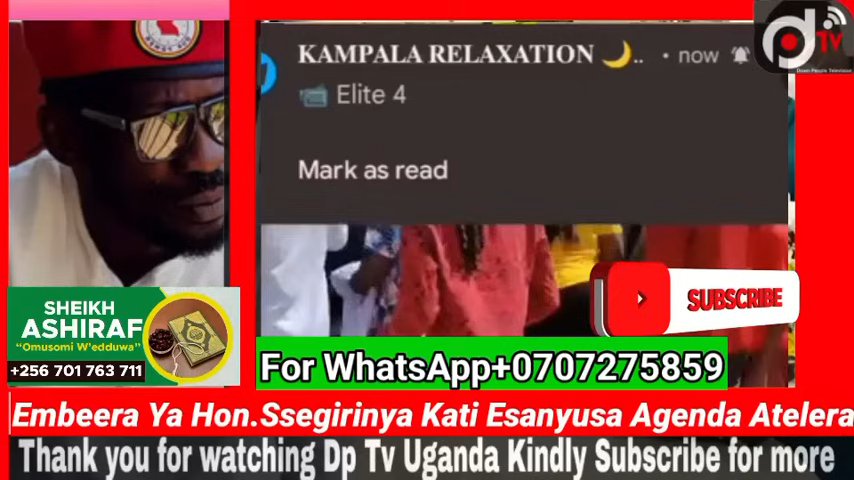 KAMPALA RELAXATION 🌙.. • now
Elite 4
Mark as read
DTV
SUBSCRIBE
SHEIKH
ASHIRAF
“Omusomi W'edduwa”
+256 701 763 711
For WhatsApp+0707275859
Embeera Ya Hon.Ssegirinya Kati Esanyusa Agenda Atelera
Thank you for watching Dp Tv Uganda Kindly Subscribe for more